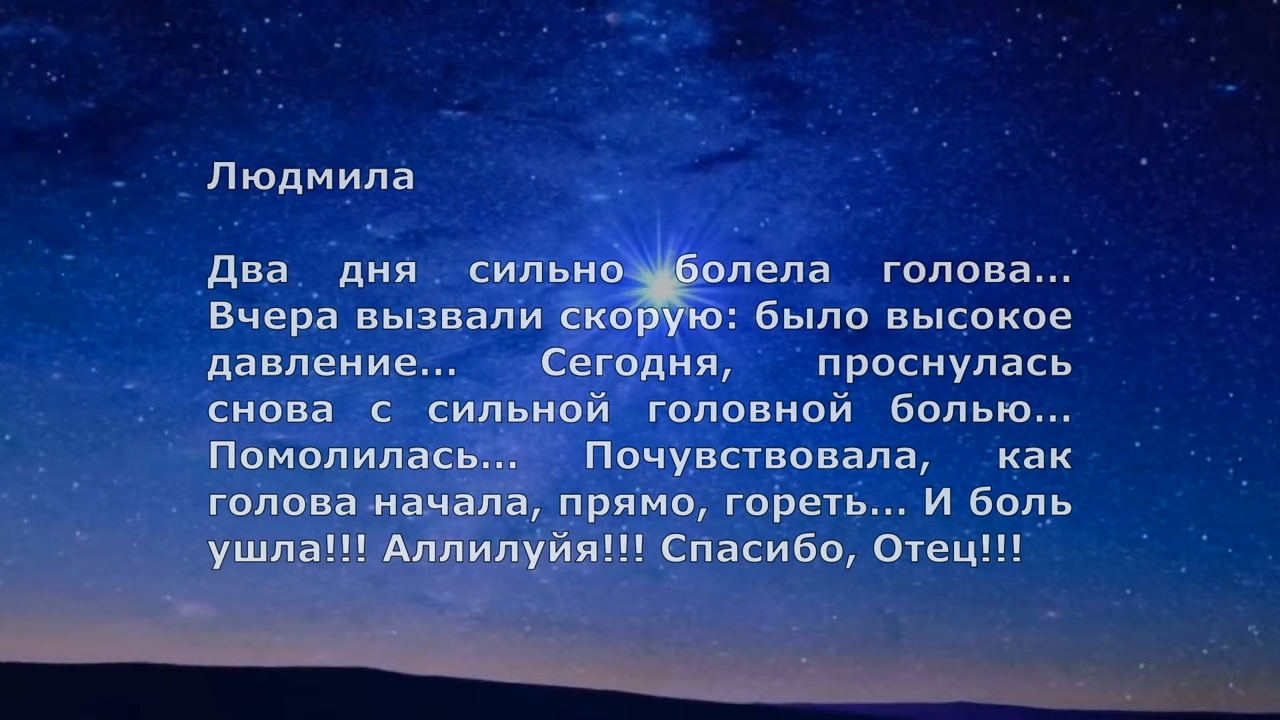 Людмила
Два дня сильно болела голова...
Вчера вызвали скорую: было высокое
давление... Сегодня, проснулась
снова с сильной головной болью...
Помолилась... Почувствовала, как
голова начала, прямо, гореть... И боль
ушла!!! Аллилуйя!!! Спасибо, Отец!!!